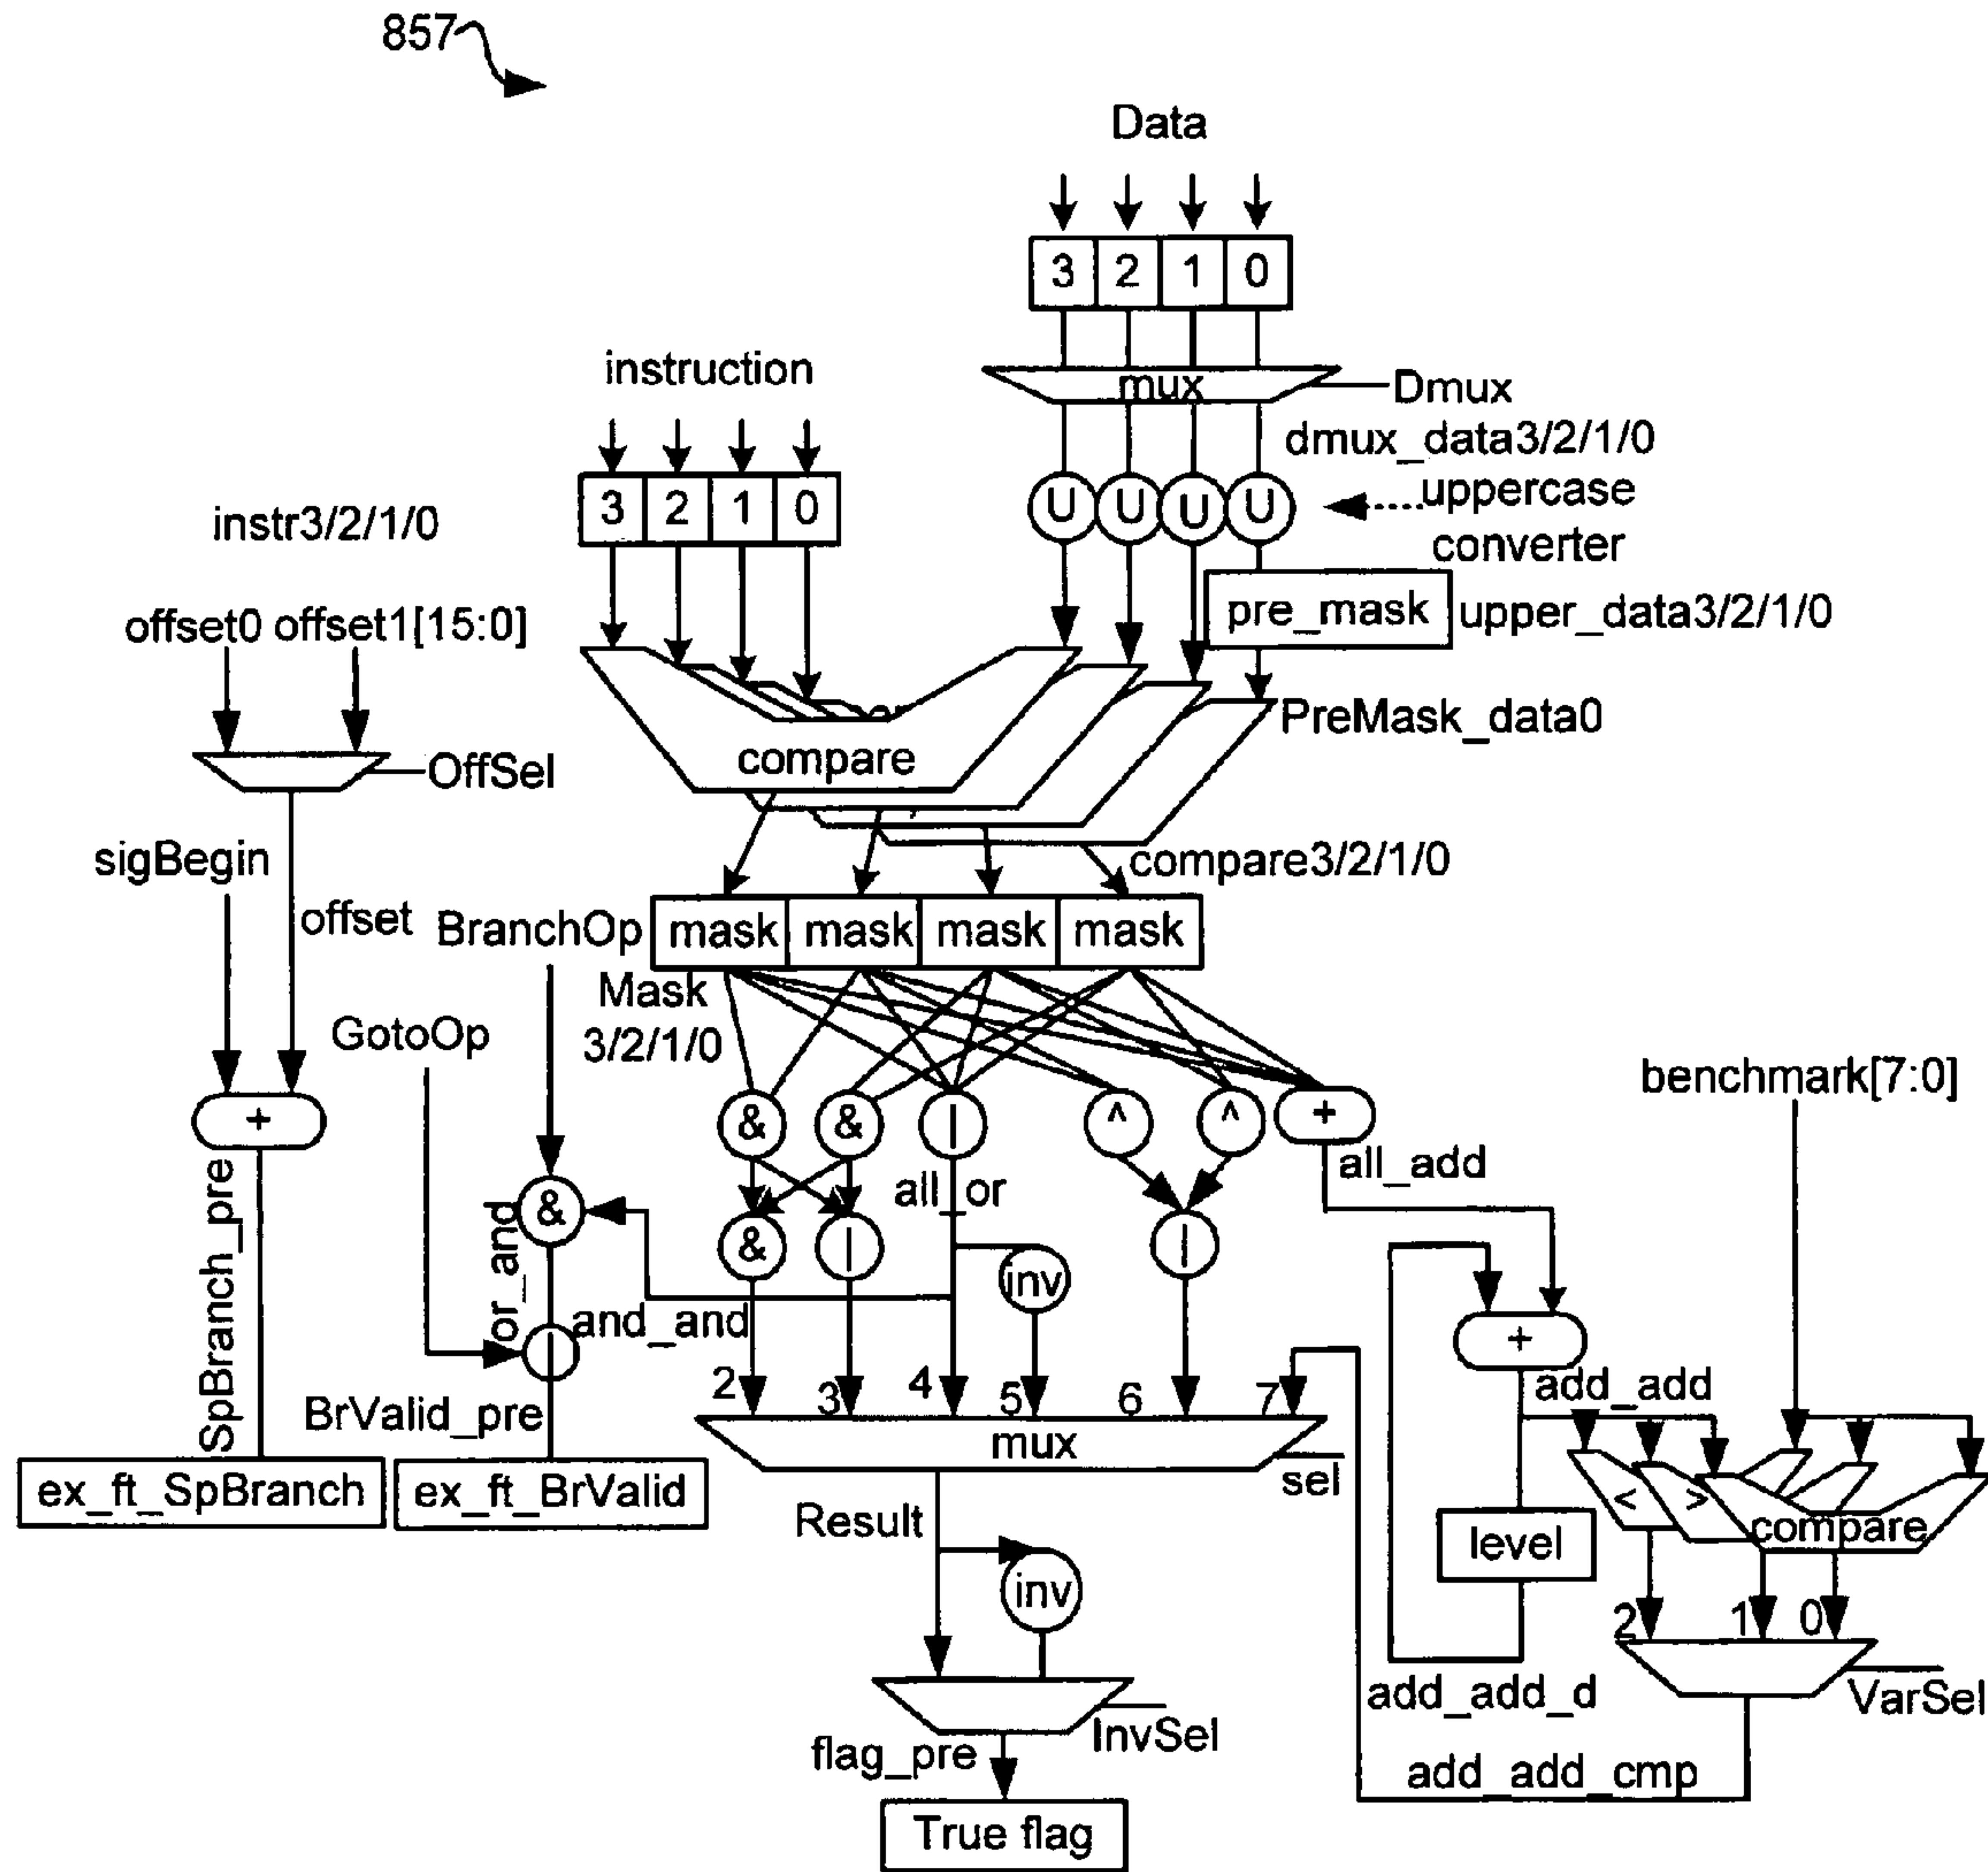 857
Data
3 2 1 0
instruction
mux
Dmux
dmux_data3/2/1/0
3 2 1 0
U U U U
uppercase
converter
instr3/2/1/0
offset0 offset1[15:0]
pre_mask
upper_data3/2/1/0
PreMask_data0
OffSel
compare
sigBegin
compare3/2/1/0
offset
BranchOp
mask mask mask mask
Mask
3/2/1/0
GotoOp
benchmark[7:0]
+
& & | ^ ^ +
all_add
SpBranch_pre
&
all_or
& | |
or_and
inv
and_and
+
|
add_add
2 3 4 5 6 7
BrValid_pre
mux
sel
ex_ft_SpBranch
ex_ft_BrValid
< >
compare
Result
level
inv
2 1 0
add_add_d
VarSel
InvSel
flag_pre
add_add_cmp
True flag